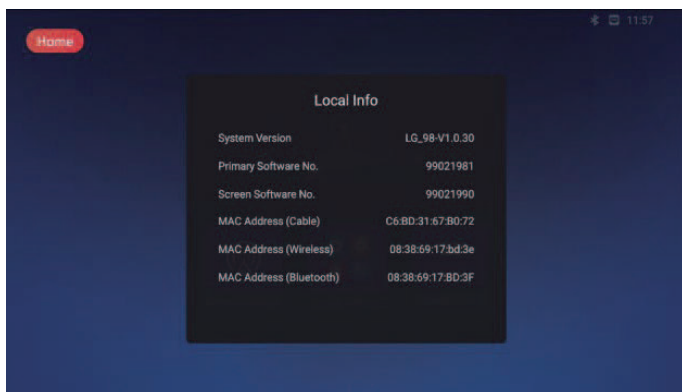 11:57
Home
Local Info
System Version LG_98-V1.0.30
Primary Software No. 99021981
Screen Software No. 99021990
MAC Address (Cable) C6:BD:31:67:B0:72
MAC Address (Wireless) 08:38:69:17:bd:3e
MAC Address (Bluetooth) 08:38:69:17:BD:3F